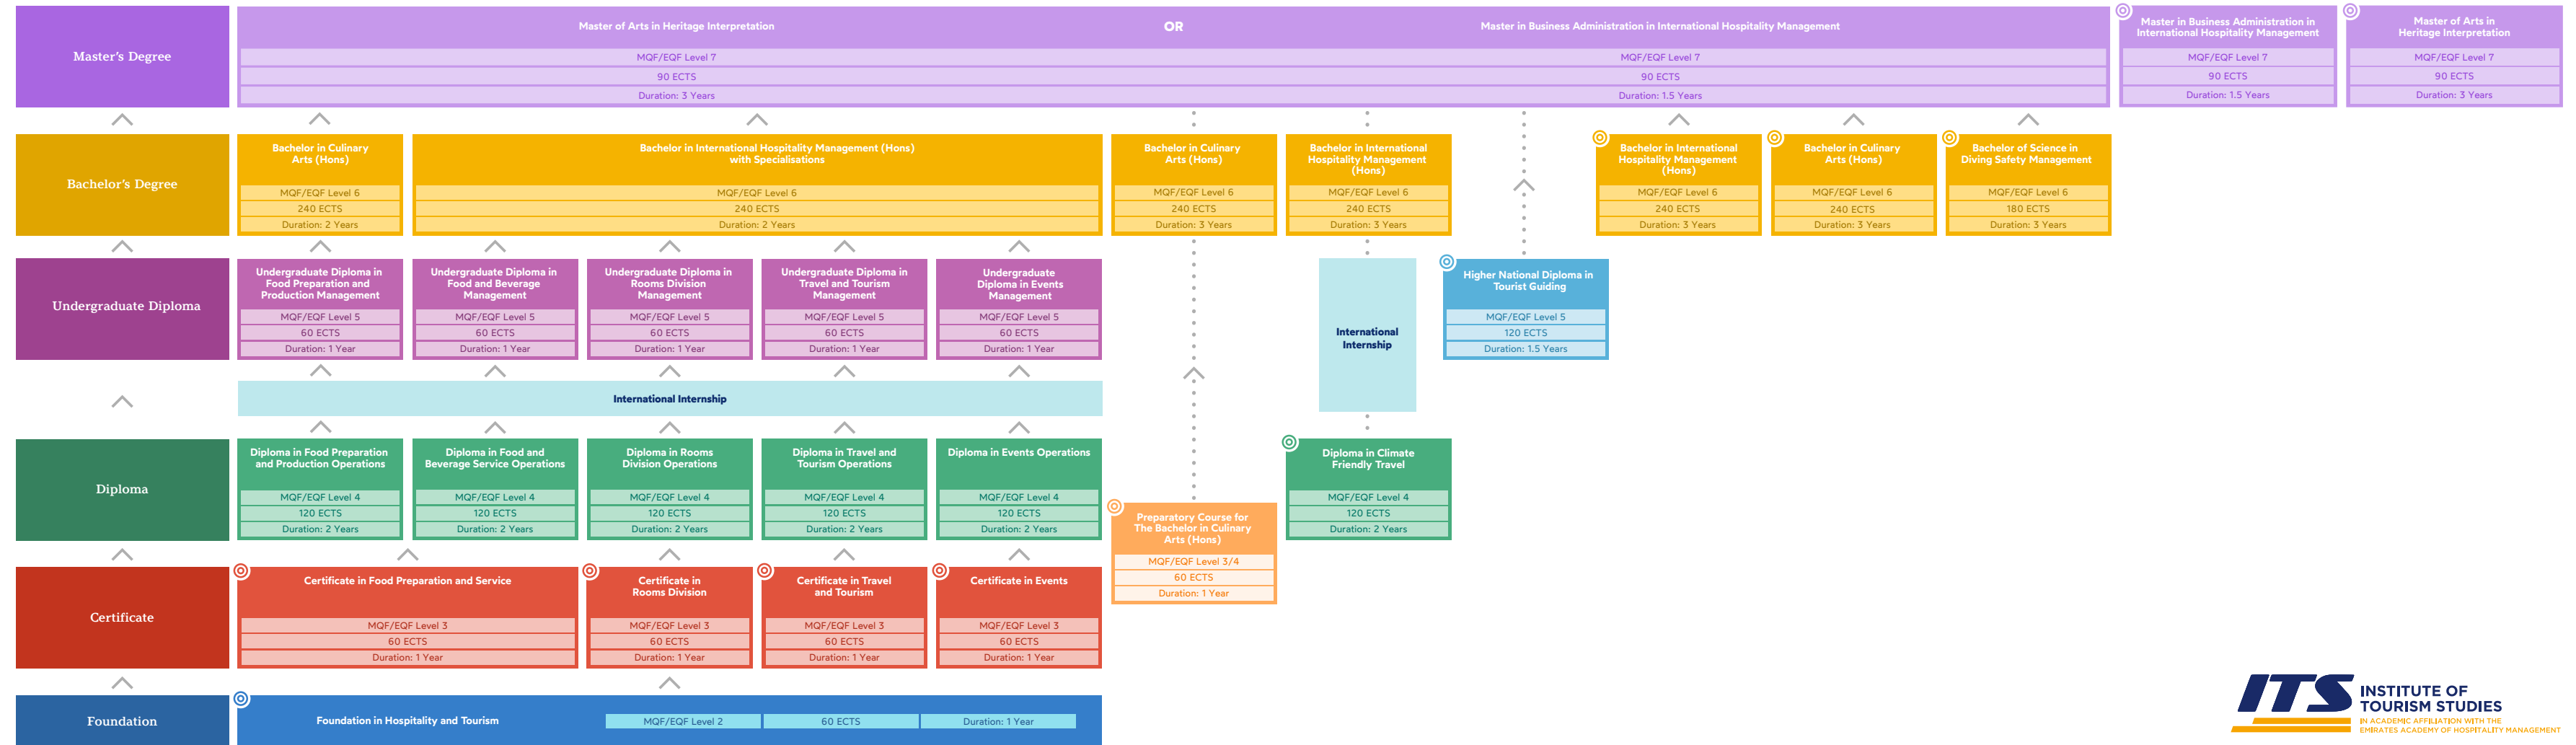 Master's Degree
Master of Arts in Heritage Interpretation
OR
Master in Business Administration in International Hospitality Management
MQF/EQF Level 7
MQF/EQF Level 7
90 ECTS
90 ECTS
Duration: 3 Years
Duration: 1.5 Years
Master in Business Administration in
International Hospitality Management
MQF/EQF Level 7
90 ECTS
Duration: 1.5 Years
Master of Arts in
Heritage Interpretation
MQF/EQF Level 7
90 ECTS
Duration: 3 Years
Bachelor's Degree
Bachelor in Culinary
Arts (Hons)
MQF/EQF Level 6
240 ECTS
Duration: 2 Years
Bachelor in International Hospitality Management (Hons)
with Specialisations
MQF/EQF Level 6
240 ECTS
Duration: 2 Years
Bachelor in Culinary
Arts (Hons)
MQF/EQF Level 6
240 ECTS
Duration: 3 Years
Bachelor in International
Hospitality Management
(Hons)
MQF/EQF Level 6
240 ECTS
Duration: 3 Years
Bachelor in International
Hospitality Management
(Hons)
MQF/EQF Level 6
240 ECTS
Duration: 3 Years
Bachelor in Culinary
Arts (Hons)
MQF/EQF Level 6
240 ECTS
Duration: 3 Years
Bachelor of Science in
Diving Safety Management
MQF/EQF Level 6
180 ECTS
Duration: 3 Years
Undergraduate Diploma
Undergraduate Diploma in
Food Preparation and
Production Management
MQF/EQF Level 5
60 ECTS
Duration: 1 Year
Undergraduate Diploma in
Food and Beverage
Management
MQF/EQF Level 5
60 ECTS
Duration: 1 Year
Undergraduate Diploma in
Rooms Division
Management
MQF/EQF Level 5
60 ECTS
Duration: 1 Year
Undergraduate Diploma in
Travel and Tourism
Management
MQF/EQF Level 5
60 ECTS
Duration: 1 Year
Undergraduate
Diploma in Events
Management
MQF/EQF Level 5
60 ECTS
Duration: 1 Year
International
Internship
Higher National Diploma in
Tourist Guiding
MQF/EQF Level 5
120 ECTS
Duration: 1.5 Years
International Internship
Diploma
Diploma in Food Preparation
and Production Operations
MQF/EQF Level 4
120 ECTS
Duration: 2 Years
Diploma in Food and
Beverage Service Operations
MQF/EQF Level 4
120 ECTS
Duration: 2 Years
Diploma in Rooms
Division Operations
MQF/EQF Level 4
120 ECTS
Duration: 2 Years
Diploma in Travel and
Tourism Operations
MQF/EQF Level 4
120 ECTS
Duration: 2 Years
Diploma in Events Operations
MQF/EQF Level 4
120 ECTS
Duration: 2 Years
Preparatory Course for
The Bachelor in Culinary
Arts (Hons)
MQF/EQF Level 3/4
60 ECTS
Duration: 1 Year
Diploma in Climate
Friendly Travel
MQF/EQF Level 4
120 ECTS
Duration: 2 Years
Certificate
Certificate in Food Preparation and Service
MQF/EQF Level 3
60 ECTS
Duration: 1 Year
Certificate in
Rooms Division
MQF/EQF Level 3
60 ECTS
Duration: 1 Year
Certificate in Travel
and Tourism
MQF/EQF Level 3
60 ECTS
Duration: 1 Year
Certificate in Events
MQF/EQF Level 3
60 ECTS
Duration: 1 Year
Foundation
Foundation in Hospitality and Tourism
MQF/EQF Level 2
60 ECTS
Duration: 1 Year
ITS
INSTITUTE OF
TOURISM STUDIES
IN ACADEMIC AFFILIATION WITH THE
EMIRATES ACADEMY OF HOSPITALITY MANAGEMENT